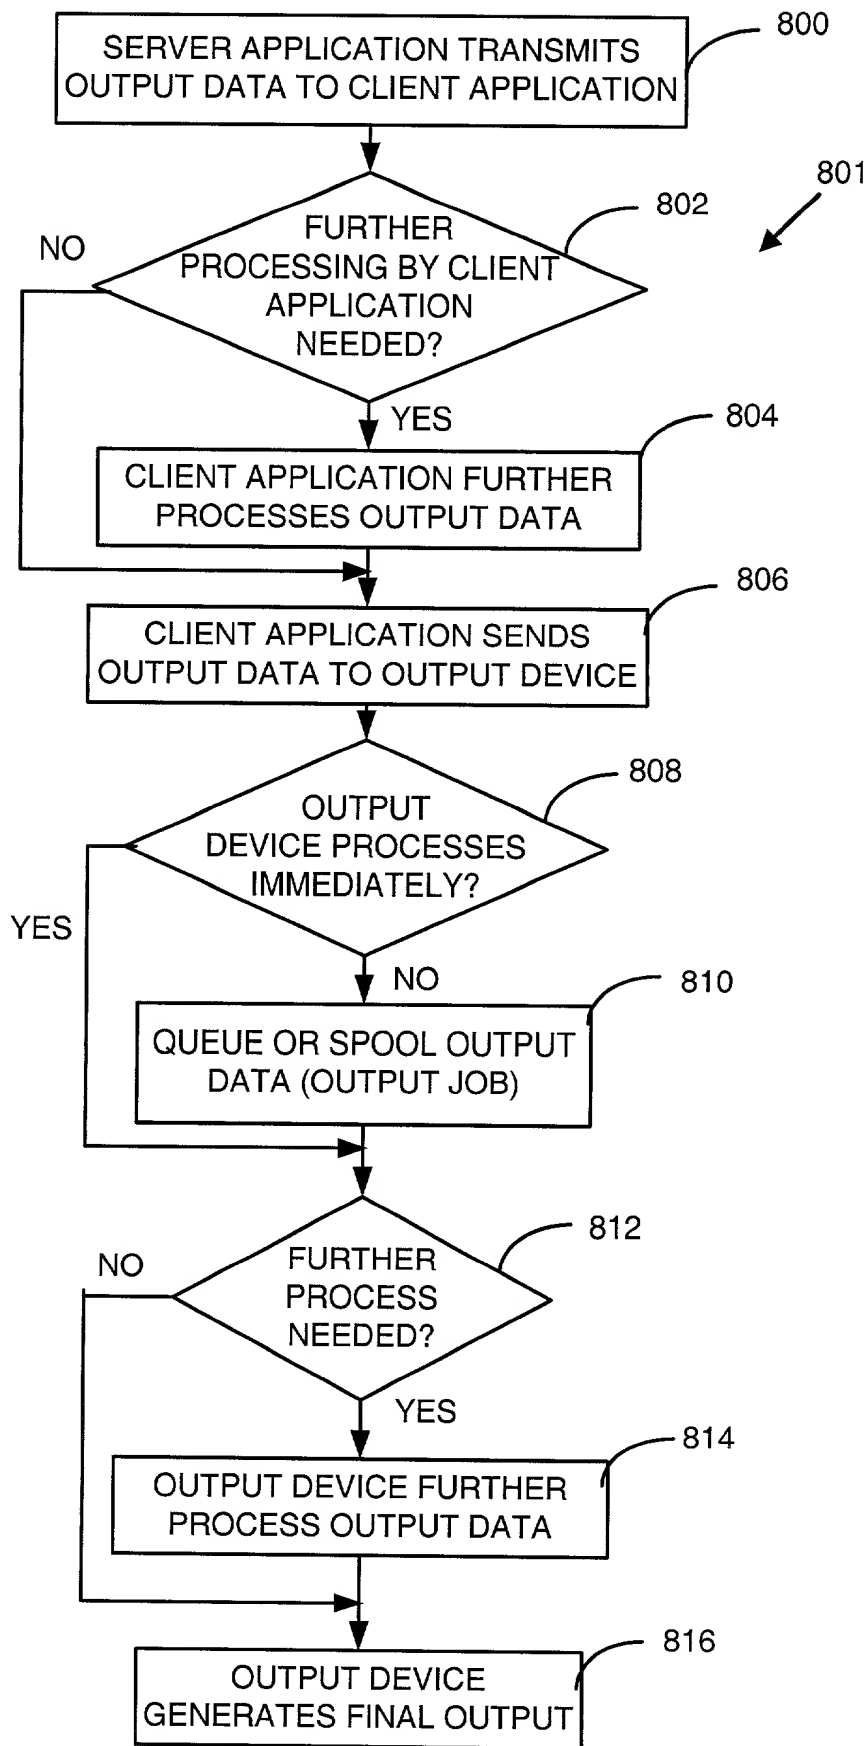 SERVER APPLICATION TRANSMITS
OUTPUT DATA TO CLIENT APPLICATION
800
801
802
FURTHER
PROCESSING BY CLIENT
APPLICATION
NEEDED?
NO
YES
804
CLIENT APPLICATION FURTHER
PROCESSES OUTPUT DATA
806
CLIENT APPLICATION SENDS
OUTPUT DATA TO OUTPUT DEVICE
808
OUTPUT
DEVICE PROCESSES
IMMEDIATELY?
YES
NO
810
QUEUE OR SPOOL OUTPUT
DATA (OUTPUT JOB)
812
NO
FURTHER
PROCESS
NEEDED?
YES
814
OUTPUT DEVICE FURTHER
PROCESS OUTPUT DATA
816
OUTPUT DEVICE
GENERATES FINAL OUTPUT